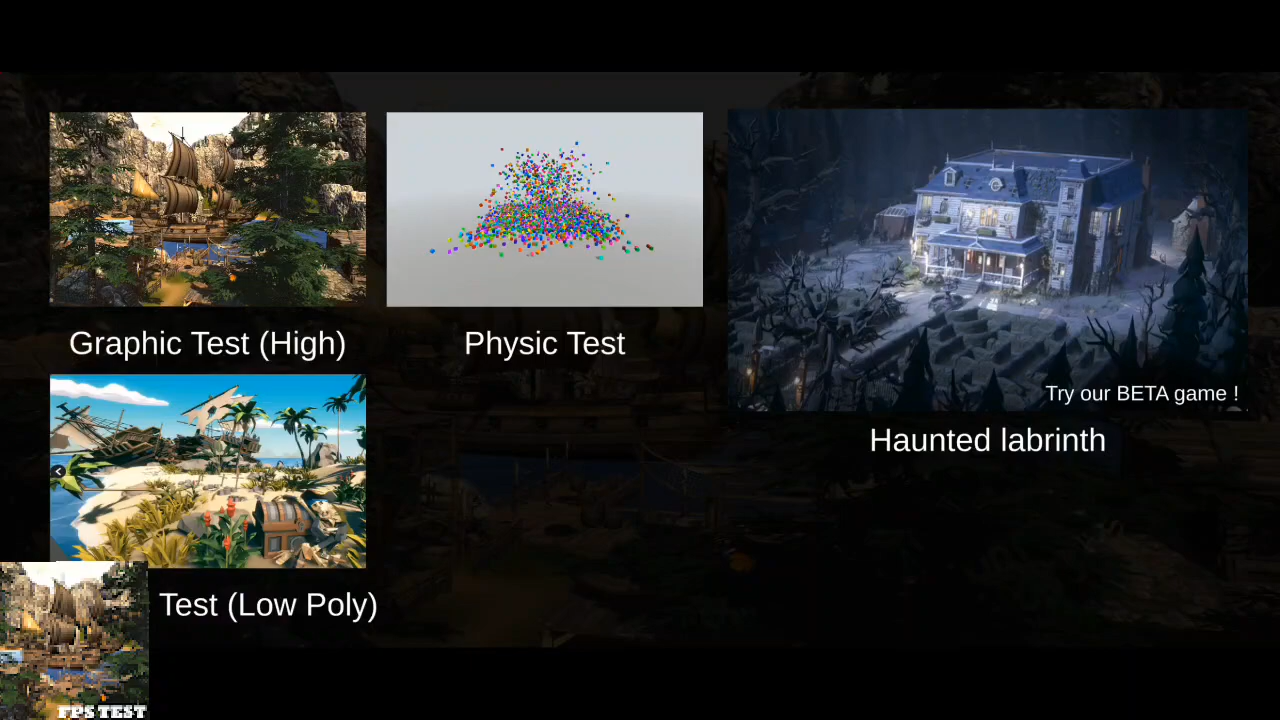 Graphic Test (High)
Physic Test
Try our BETA game !
Haunted labrinth
Test (Low Poly)
FPS TEST